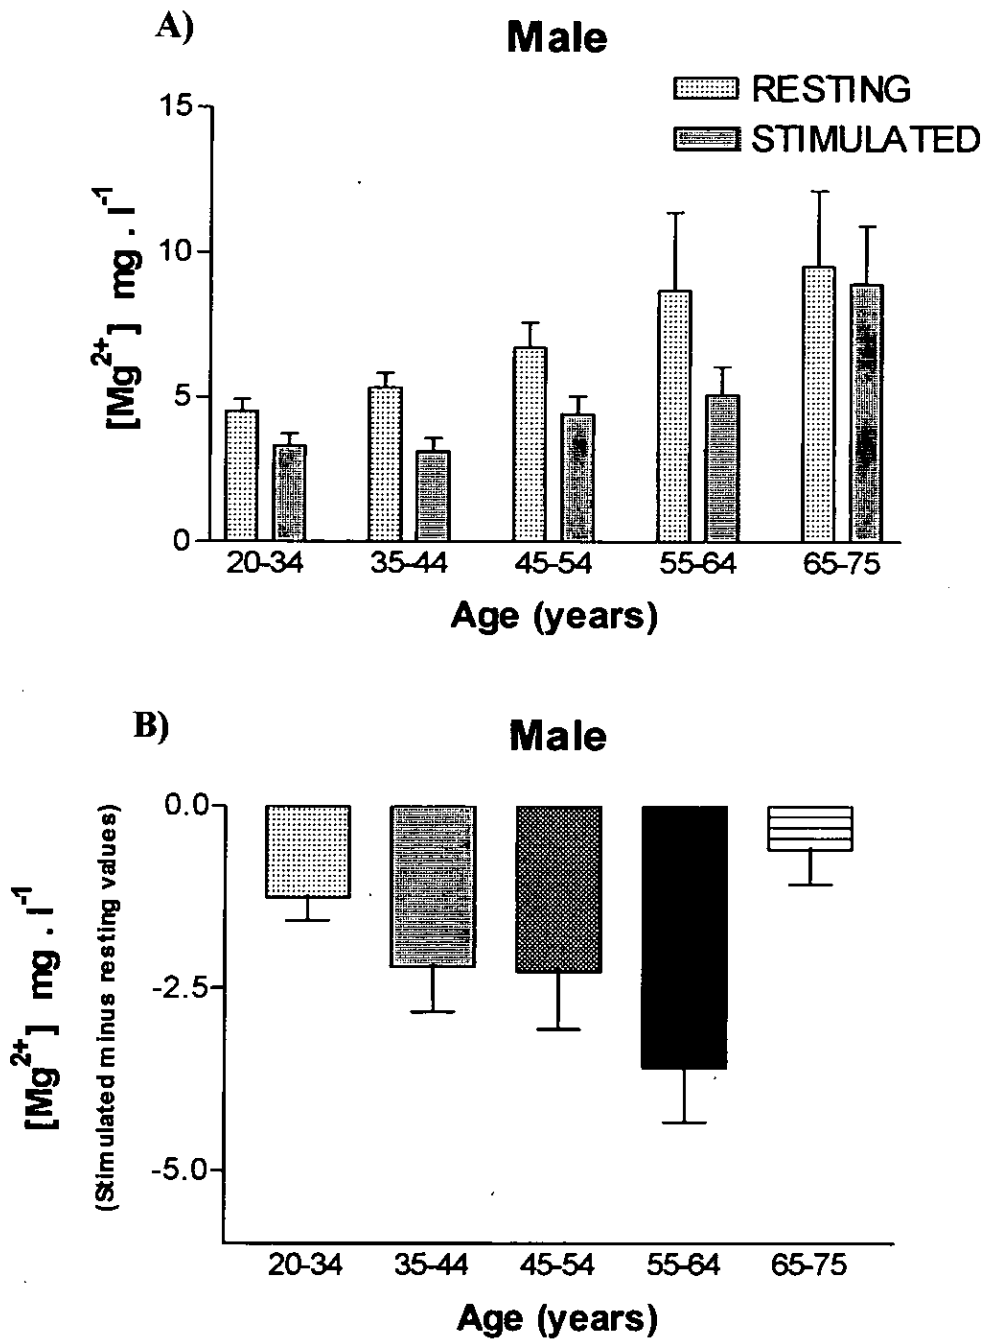 A)
Male
RESTING
STIMULATED
15
10
5
0
[Mg2+] mg . l-1
20-34 35-44 45-54 55-64 65-75
Age (years)
B)
Male
0.0
-2.5
-5.0
[Mg2+] mg . l-1
(Stimulated minus resting values)
20-34 35-44 45-54 55-64 65-75
Age (years)